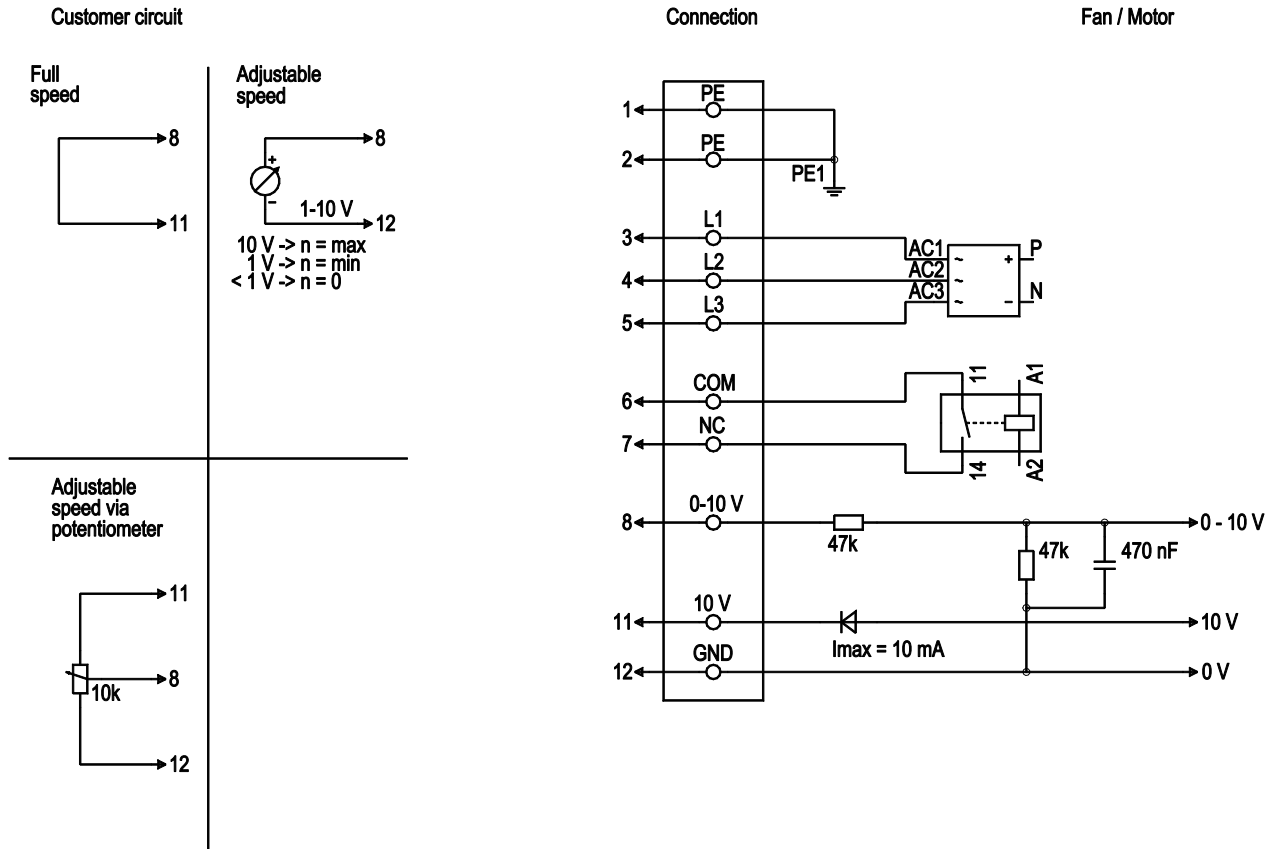 Customer circuit
Connection
Fan / Motor
Full
speed
8
11
Adjustable
speed
8
+
−
1-10 V
12
10 V -> n = max
1 V -> n = min
< 1 V -> n = 0
Adjustable
speed via
potentiometer
11
8
10k
12
1
PE
2
PE
PE1
3
L1
4
L2
5
L3
AC1
AC2
AC3
~
~
~
+
−
P
N
6
COM
7
NC
11
14
A1
A2
8
0-10 V
47k
47k
470 nF
0 - 10 V
11
10 V
Imax = 10 mA
10 V
12
GND
0 V